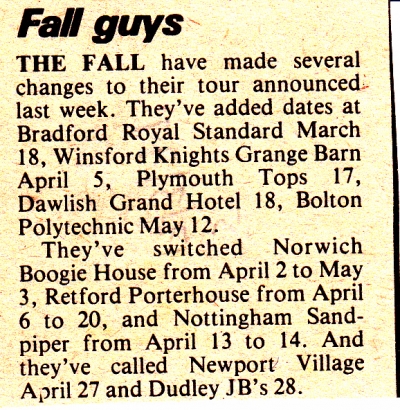 Fall guys
THE FALL have made several
changes to their tour announced
last week. They've added dates at
Bradford Royal Standard March
18, Winsford Knights Grange Barn
April 5, Plymouth Tops 17,
Dawlish Grand Hotel 18, Bolton
Polytechnic May 12.
They've switched Norwich
Boogie House from April 2 to May
3, Retford Porterhouse from April
6 to 20, and Nottingham Sand-
piper from April 13 to 14. And
they've called Newport Village
April 27 and Dudley JB's 28.